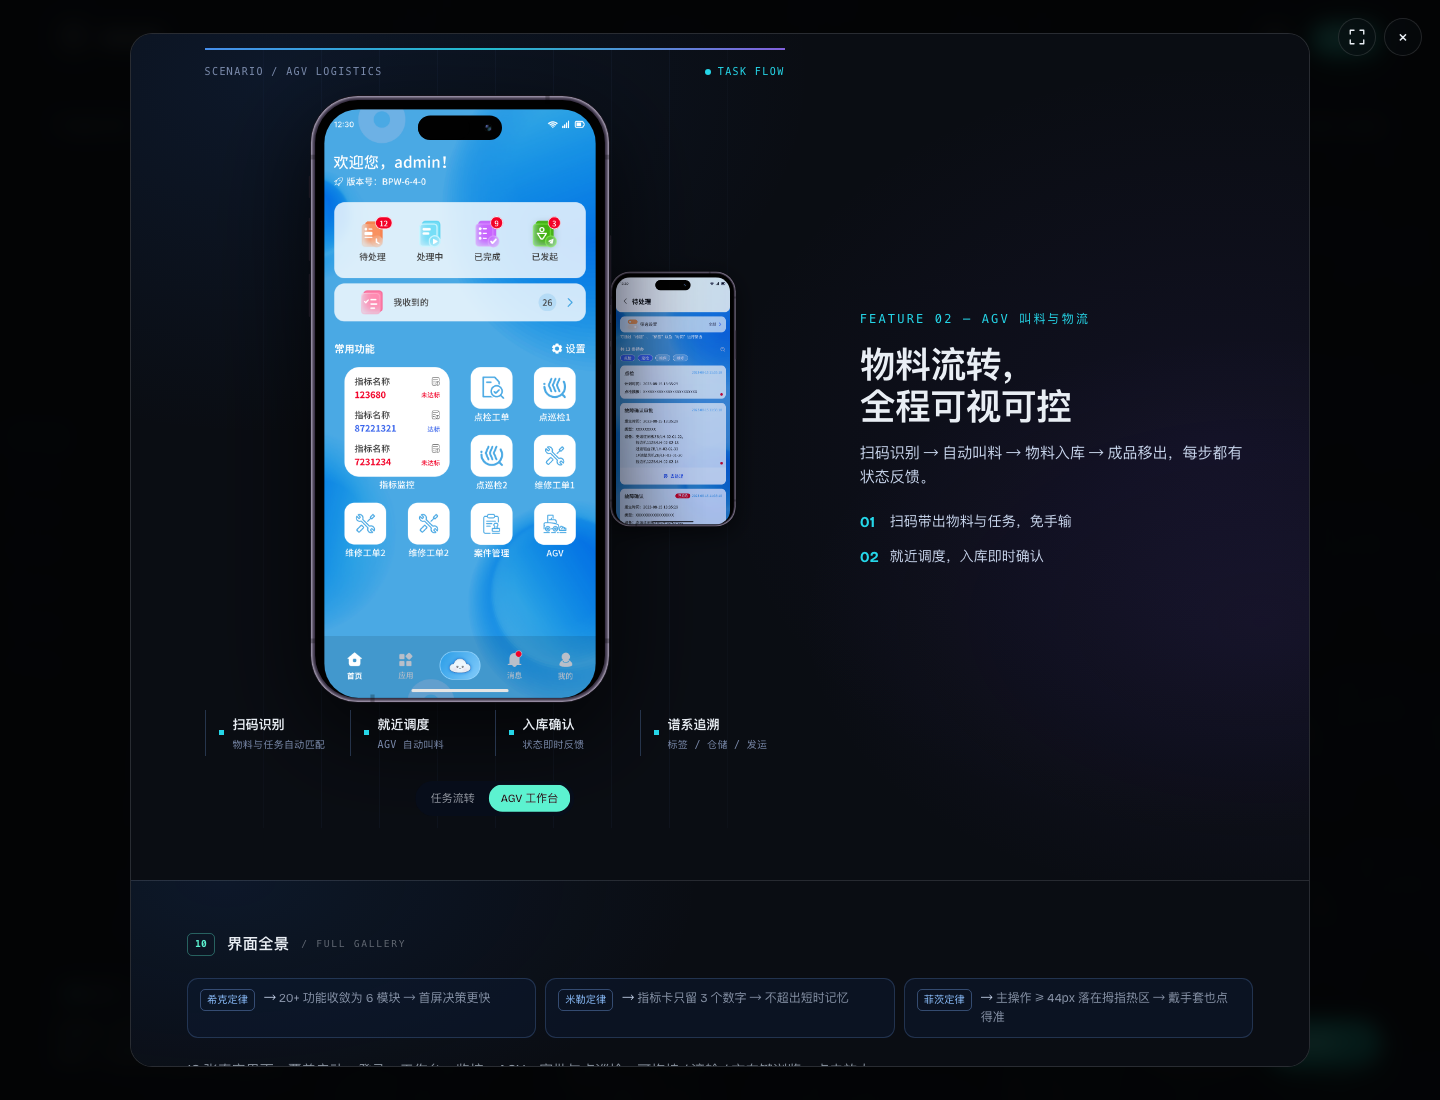 SCENARIO / AGV LOGISTICS
TASK FLOW
12:30
欢迎您，admin！
版本号：BPW-6-4-0
12
9
3
待处理
处理中
已完成
已发起
我收到的
26
常用功能
设置
指标名称
123680
未达标
指标名称
87221321
达标
指标名称
7231234
未达标
指标监控
点检工单
点巡检1
点巡检2
维修工单1
维修工单2
维修工单2
案件管理
AGV
首页
应用
消息
我的
待处理
扫码识别
物料与任务自动匹配
就近调度
AGV 自动叫料
入库确认
状态即时反馈
谱系追溯
标签 / 仓储 / 发运
任务流转
AGV 工作台
FEATURE 02 — AGV 叫料与物流
物料流转，
全程可视可控
扫码识别 → 自动叫料 → 物料入库 → 成品移出，每步都有
状态反馈。
01 扫码带出物料与任务，免手输
02 就近调度，入库即时确认
10 界面全景 / FULL GALLERY
希克定律 → 20+ 功能收敛为 6 模块 → 首屏决策更快
米勒定律 → 指标卡只留 3 个数字 → 不超出短时记忆
菲茨定律 → 主操作 ≥ 44px 落在拇指热区 → 戴手套也点
得准